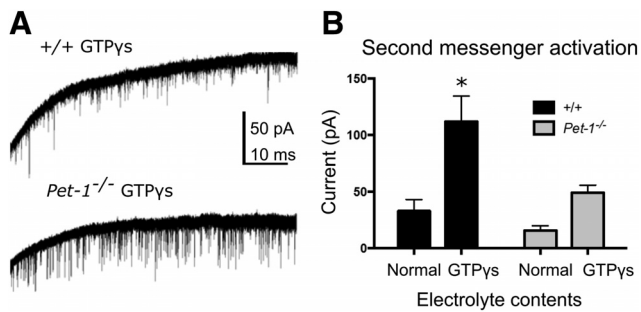 A
+/+ GTPγs
50 pA
10 ms
Pet-1-/- GTPγs
B
Second messenger activation
Current (pA)
150
100
50
0
*
+/+
Pet-1-/-
Normal GTPγs Normal GTPγs
Electrolyte contents